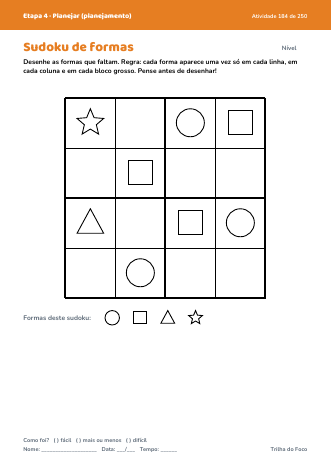 Etapa 4 - Planejar (planejamento)
Atividade 184 de 250
Sudoku de formas
Nível
Desenhe as formas que faltam. Regra: cada forma aparece uma vez só em cada linha, em
cada coluna e em cada bloco grosso. Pense antes de desenhar!
Formas deste sudoku:
Como foi? ( ) fácil ( ) mais ou menos ( ) difícil
Nome: ____________________ Data: ___/___ Tempo: ______
Trilha do Foco